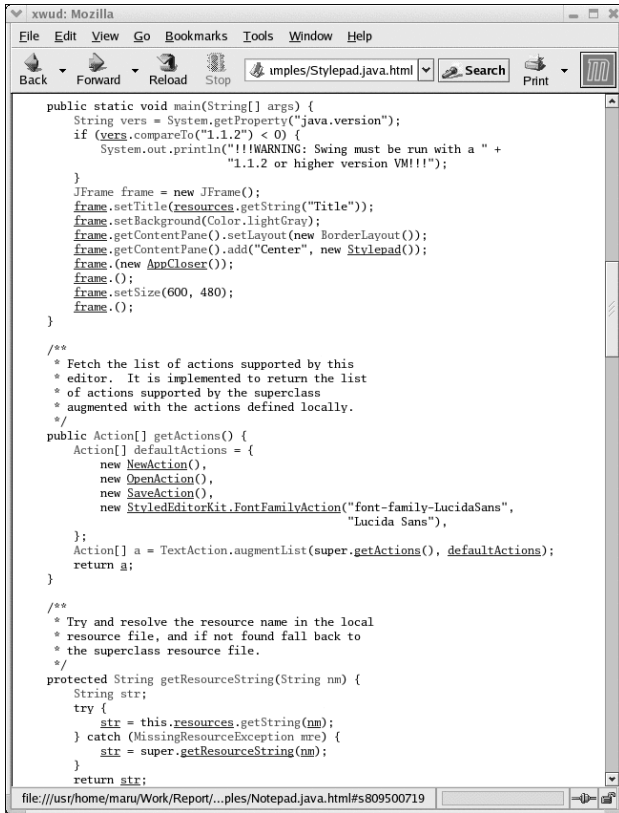 xwud: Mozilla
File Edit View Go Bookmarks Tools Window Help
Back Forward Reload Stop umples/Stylepad.java.html Search Print
public static void main(String[] args) {
String vers = System.getProperty("java.version");
if (vers.compareTo("1.1.2") < 0) {
System.out.println("!!!WARNING: Swing must be run with a " +
"1.1.2 or higher version VM!!!");
}
JFrame frame = new JFrame();
frame.setTitle(resources.getString("Title"));
frame.setBackground(Color.lightGray);
frame.getContentPane().setLayout(new BorderLayout());
frame.getContentPane().add("Center", new Stylepad());
frame.(new AppCloser());
frame.();
frame.setSize(600, 480);
frame.();
}
/**
* Fetch the list of actions supported by this
* editor.  It is implemented to return the list
* of actions supported by the superclass
* augmented with the actions defined locally.
*/
public Action[] getActions() {
Action[] defaultActions = {
new NewAction(),
new OpenAction(),
new SaveAction(),
new StyledEditorKit.FontFamilyAction("font-family-LucidaSans",
"Lucida Sans"),
};
Action[] a = TextAction.augmentList(super.getActions(), defaultActions);
return a;
}
/**
* Try and resolve the resource name in the local
* resource file, and if not found fall back to
* the superclass resource file.
*/
protected String getResourceString(String nm) {
String str;
try {
str = this.resources.getString(nm);
} catch (MissingResourceException mre) {
str = super.getResourceString(nm);
}
return str;
file:///usr/home/maru/Work/Report/...ples/Notepad.java.html#s809500719